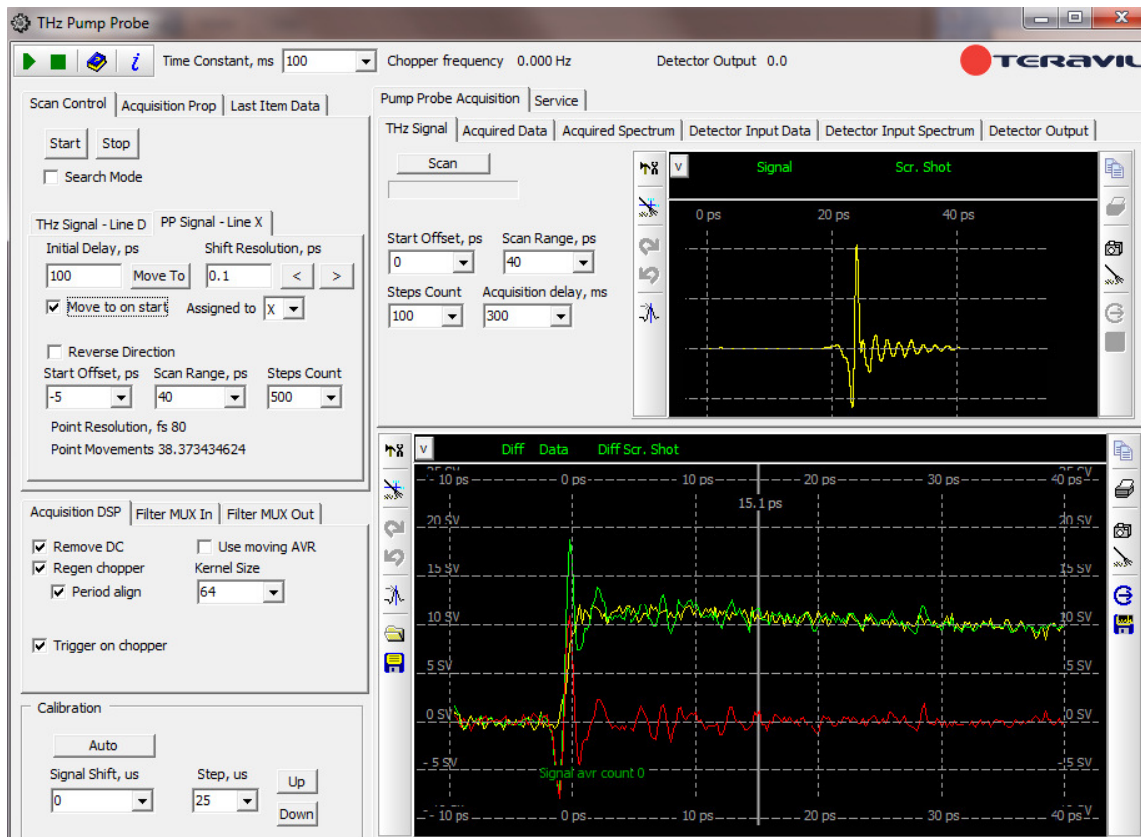 THz Pump Probe
Time Constant, ms 100 Chopper frequency 0.000 Hz Detector Output 0.0 TERAVIL
Scan Control Acquisition Prop Last Item Data
Start Stop
Search Mode
THz Signal - Line D PP Signal - Line X
Initial Delay, ps Shift Resolution, ps
100 Move To 0.1 < >
Move to on start Assigned to X
Reverse Direction
Start Offset, ps Scan Range, ps Steps Count
-5 40 500
Point Resolution, fs 80
Point Movements 38.373434624
Acquisition DSP Filter MUX In Filter MUX Out
Remove DC Use moving AVR
Regen chopper Kernel Size
Period align 64
Trigger on chopper
Calibration
Auto
Signal Shift, us Step, us Up
0 25 Down
Pump Probe Acquisition Service
THz Signal Acquired Data Acquired Spectrum Detector Input Data Detector Input Spectrum Detector Output
Scan
Start Offset, ps Scan Range, ps
0 40
Steps Count Acquisition delay, ms
100 300
V Signal Scr. Shot
0 ps 20 ps 40 ps
V Diff Data Diff Scr. Shot
- 10 ps 0 ps 10 ps 20 ps 30 ps 40 ps
15.1 ps
20 SV 20 SV
15 SV 15 SV
10 SV 10 SV
5 SV 5 SV
0 SV 0 SV
- 5 SV - 5 SV
Signal avr count 0
- 10 ps 0 ps 10 ps 20 ps 30 ps 40 ps